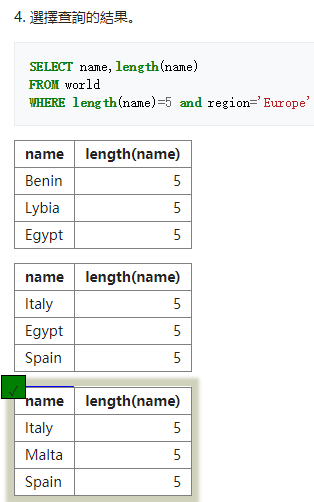 4. 選擇查詢的結果。
SELECT name,length(name)
FROM world
WHERE length(name)=5 and region='Europe'
name length(name)
Benin 5
Lybia 5
Egypt 5
name length(name)
Italy 5
Egypt 5
Spain 5
name length(name)
Italy 5
Malta 5
Spain 5